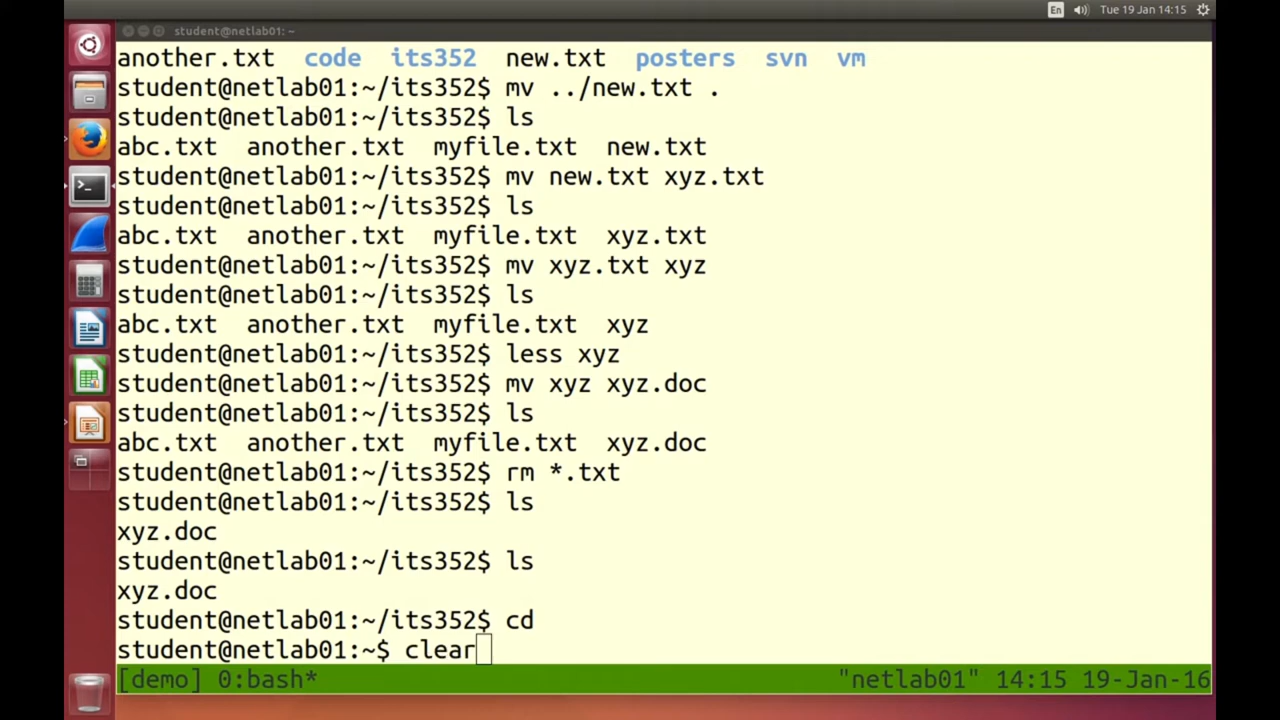 En Tue 19 Jan 14:15
student@netlab01: ~
another.txt  code  its352  new.txt  posters  svn  vm
student@netlab01:~/its352$ mv ../new.txt .
student@netlab01:~/its352$ ls
abc.txt  another.txt  myfile.txt  new.txt
student@netlab01:~/its352$ mv new.txt xyz.txt
student@netlab01:~/its352$ ls
abc.txt  another.txt  myfile.txt  xyz.txt
student@netlab01:~/its352$ mv xyz.txt xyz
student@netlab01:~/its352$ ls
abc.txt  another.txt  myfile.txt  xyz
student@netlab01:~/its352$ less xyz
student@netlab01:~/its352$ mv xyz xyz.doc
student@netlab01:~/its352$ ls
abc.txt  another.txt  myfile.txt  xyz.doc
student@netlab01:~/its352$ rm *.txt
student@netlab01:~/its352$ ls
xyz.doc
student@netlab01:~/its352$ ls
xyz.doc
student@netlab01:~/its352$ cd
student@netlab01:~$ clear
[demo] 0:bash* "netlab01" 14:15 19-Jan-16